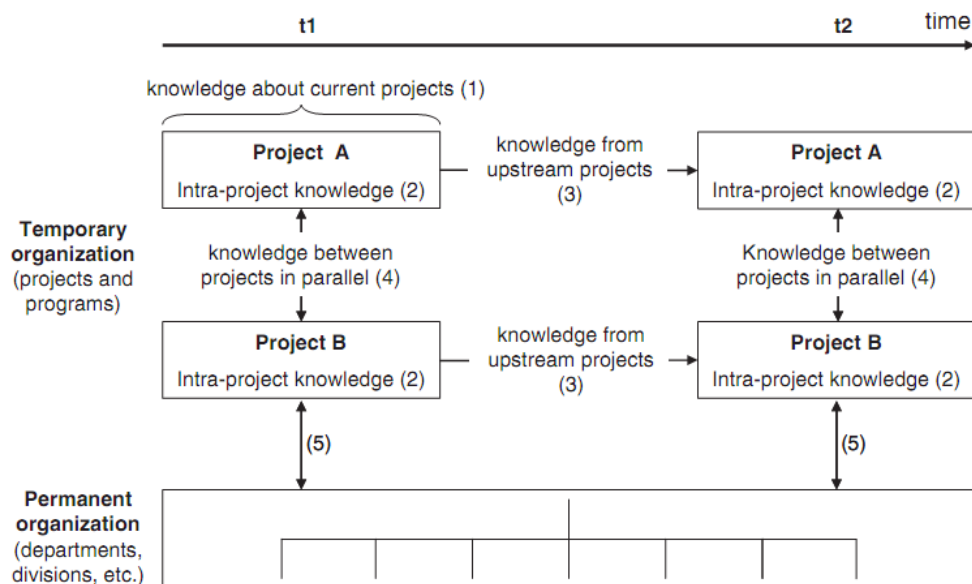 t1
t2
time
knowledge about current projects (1)
Project A
Intra-project knowledge (2)
knowledge from
upstream projects
(3)
Project A
Intra-project knowledge (2)
Temporary
organization
(projects and
programs)
knowledge between
projects in parallel (4)
Knowledge between
projects in parallel (4)
Project B
Intra-project knowledge (2)
knowledge from
upstream projects
(3)
Project B
Intra-project knowledge (2)
(5)
(5)
Permanent
organization
(departments,
divisions, etc.)